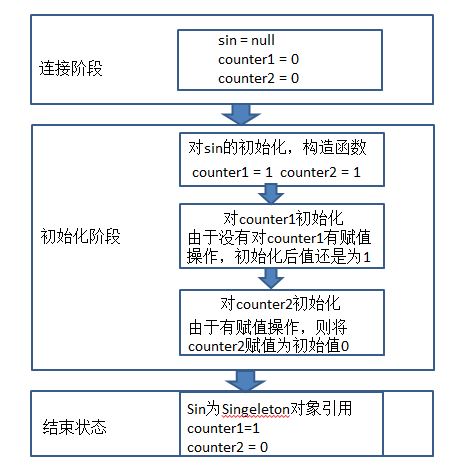 连接阶段
sin = null
counter1 = 0
counter2 = 0
初始化阶段
对sin的初始化，构造函数
counter1 = 1 counter2 = 1
对counter1初始化
由于没有对counter1有赋值
操作，初始化后值还是为1
对counter2初始化
由于有赋值操作，则将
counter2赋值为初始值0
结束状态
Sin为Singeleton对象引用
counter1=1
counter2 = 0